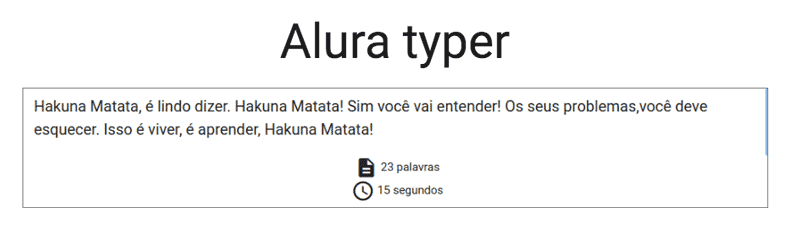 Alura typer
Hakuna Matata, é lindo dizer. Hakuna Matata! Sim você vai entender! Os seus problemas,você deve
esquecer. Isso é viver, é aprender, Hakuna Matata!
23 palavras
15 segundos